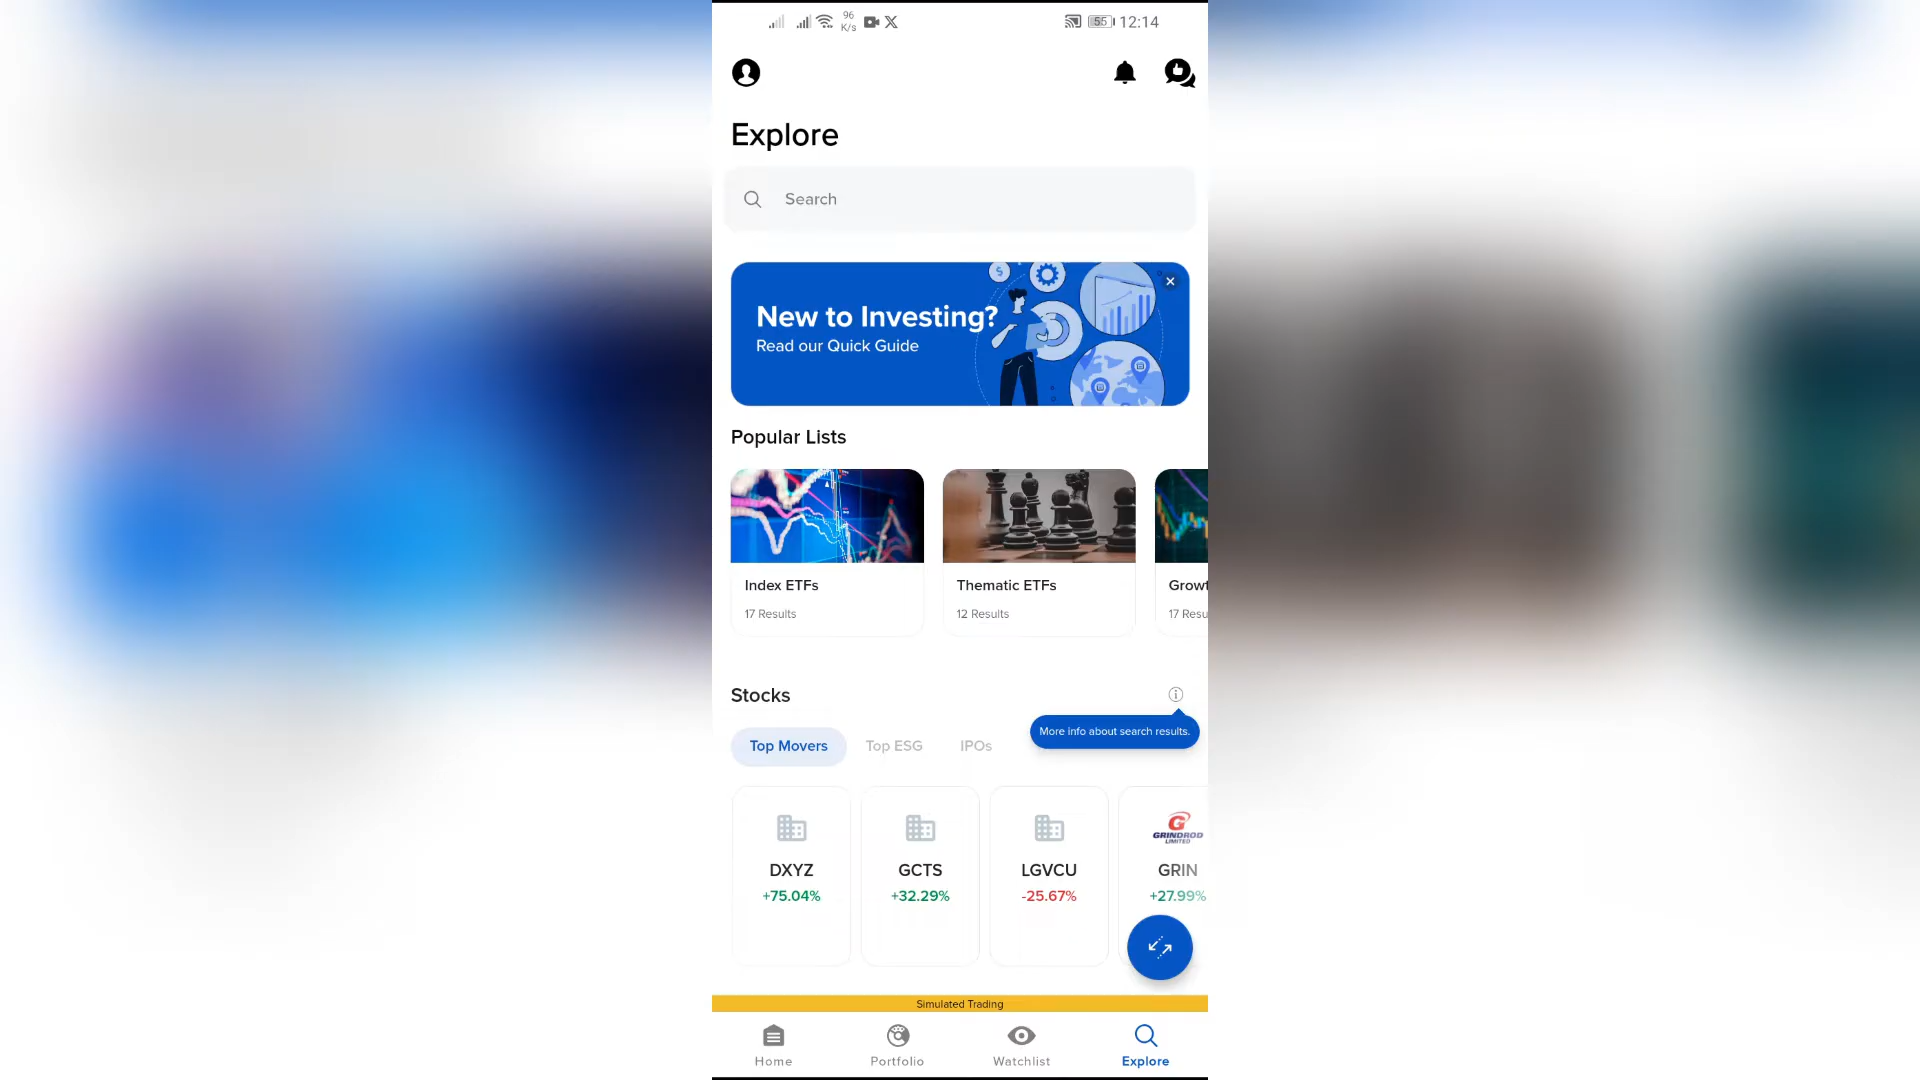 96
K/s
55
12:14
Explore
Search
New to Investing?
Read our Quick Guide
Popular Lists
Index ETFs
Thematic ETFs
Growt
17 Results
12 Results
17 Resu
Stocks
More info about search results.
Top Movers
Top ESG
IPOs
GRINDROD
LIMITED
DXYZ
GCTS
LGVCU
GRIN
+75.04%
+32.29%
-25.67%
+27.99%
Simulated Trading
Home
Portfolio
Watchlist
Explore